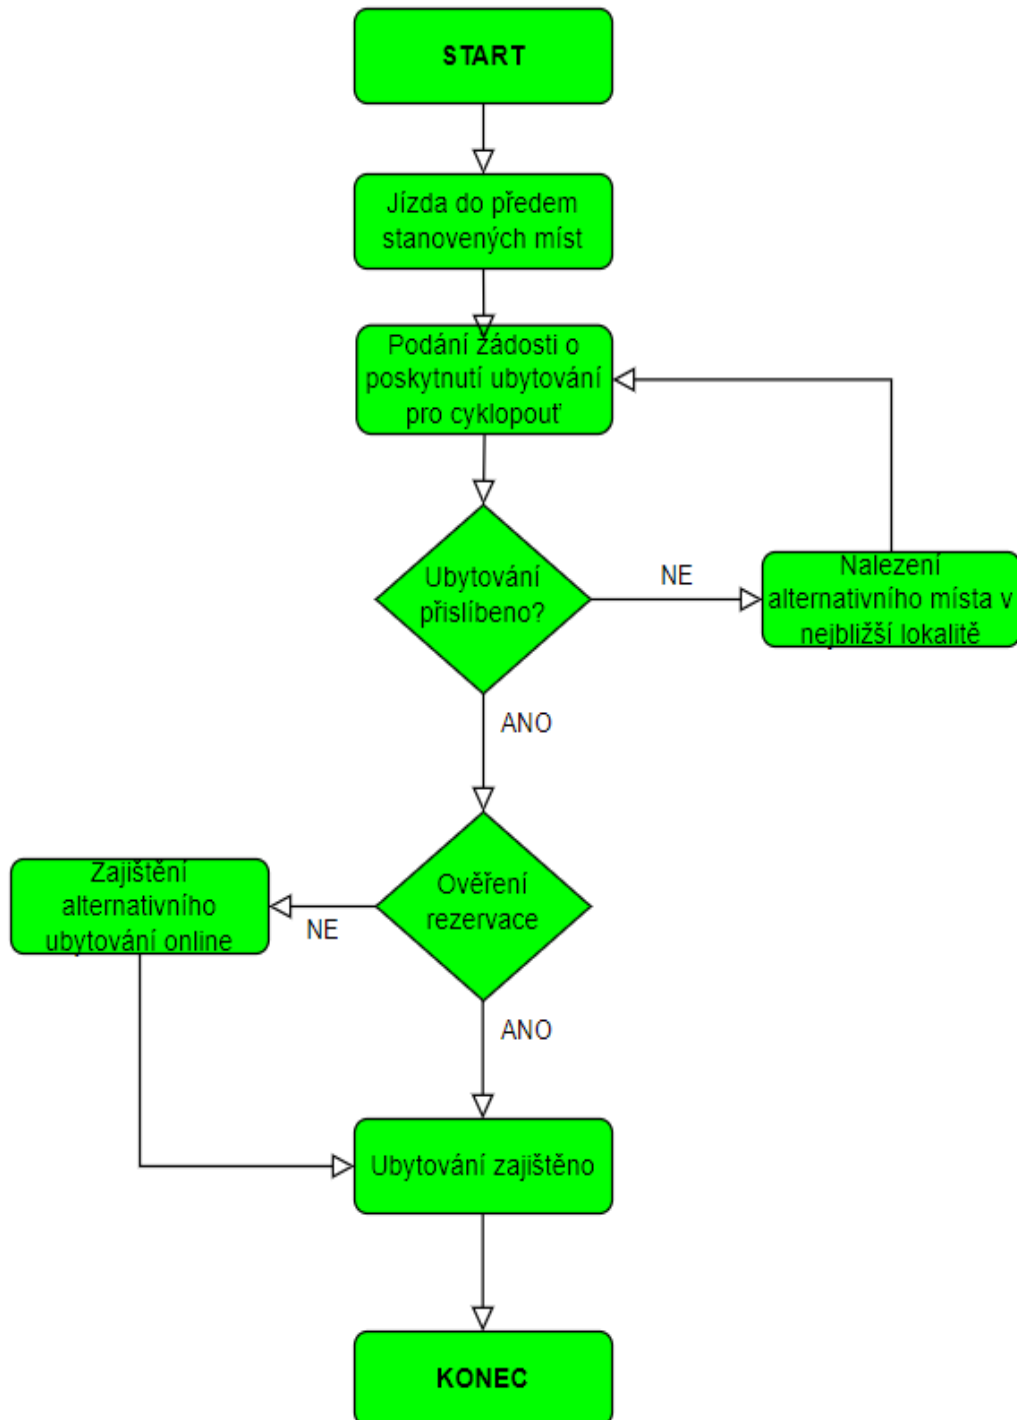 START
Jízda do předem
stanovených míst
Podání žádosti o
poskytnutí ubytování
pro cyklopouť
Ubytování
přislíbeno?
NE
Nalezení
alternativního místa v
nejbližší lokalitě
ANO
Ověření
rezervace
NE
Zajištění
alternativního
ubytování online
ANO
Ubytování zajištěno
KONEC